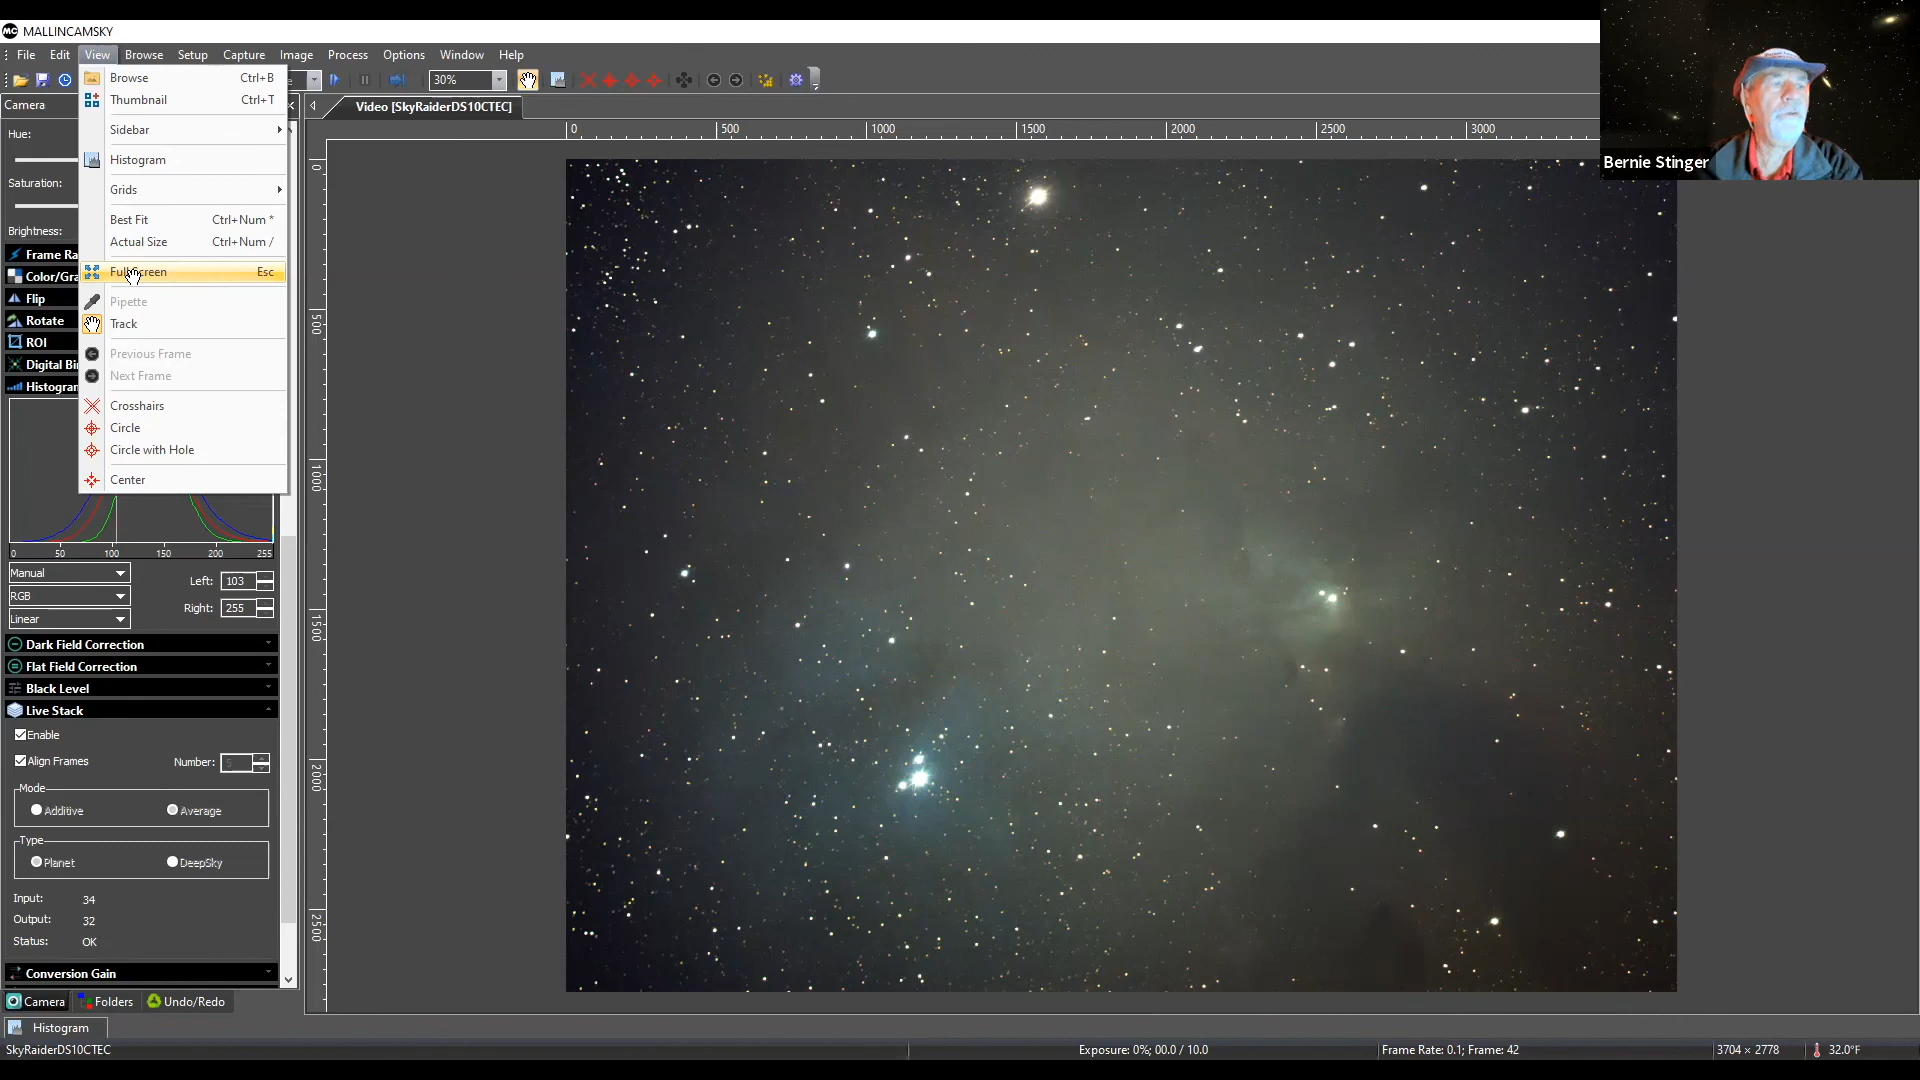 MALLINCAMSKY
File Edit View Browse Setup Capture Image Process Options Window Help
30%
Browse Ctrl+B
Thumbnail Ctrl+T
Sidebar
Histogram
Grids
Best Fit Ctrl+Num *
Actual Size Ctrl+Num /
Full Screen Esc
Pipette
Track
Previous Frame
Next Frame
Crosshairs
Circle
Circle with Hole
Center
Camera
Hue:
Saturation:
Brightness:
Frame Ra
Color/Gra
Flip
Rotate
ROI
Digital Bi
Histogram
0 50 100 150 200 255
Manual
RGB
Linear
Left: 103
Right: 255
Dark Field Correction
Flat Field Correction
Black Level
Live Stack
Enable
Align Frames Number: 5
Mode
Additive Average
Type
Planet DeepSky
Input: 34
Output: 32
Status: OK
Conversion Gain
Camera Folders Undo/Redo
Histogram
Video [SkyRaiderDS10CTEC]
0 500 1000 1500 2000 2500 3000
0
500
1000
1500
2000
2500
Bernie Stinger
SkyRaiderDS10CTEC Exposure: 0%; 00.0 / 10.0 Frame Rate: 0.1; Frame: 42 3704 × 2778 32.0°F